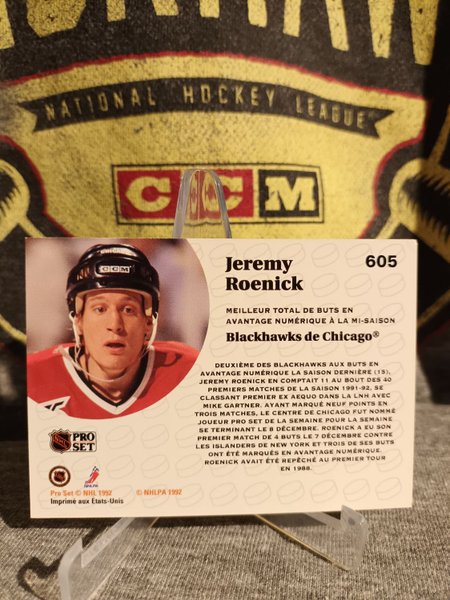 NATIONAL HOCKEY LEAGUE
CCM
CCM
Jeremy
Roenick
605
MEILLEUR TOTAL DE BUTS EN
AVANTAGE NUMÉRIQUE À LA MI-SAISON
Blackhawks de Chicago®
DEUXIÈME DES BLACKHAWKS AUX BUTS EN
AVANTAGE NUMÉRIQUE LA SAISON DERNIÈRE (15),
JEREMY ROENICK EN COMPTAIT 11 AU BOUT DES 40
PREMIERS MATCHES DE LA SAISON 1991-92, SE
CLASSANT PREMIER EX AEQUO DANS LA LNH AVEC
MIKE GARTNER. AYANT MARQUÉ NEUF POINTS EN
TROIS MATCHES, LE CENTRE DE CHICAGO FUT NOMMÉ
JOUEUR PRO SET DE LA SEMAINE POUR LA SEMAINE
SE TERMINANT LE 8 DÉCEMBRE. ROENICK A EU SON
PREMIER MATCH DE 4 BUTS LE 7 DÉCEMBRE CONTRE
LES ISLANDERS DE NEW YORK ET TROIS DE SES BUTS
ONT ÉTÉ MARQUÉS EN AVANTAGE NUMÉRIQUE.
ROENICK AVAIT ÉTÉ REPÊCHÉ AU PREMIER TOUR
EN 1988.
NHL
PRO
SET
NHLPA
Pro Set © NHL 1992
© NHLPA 1992
Imprimé aux États-Unis